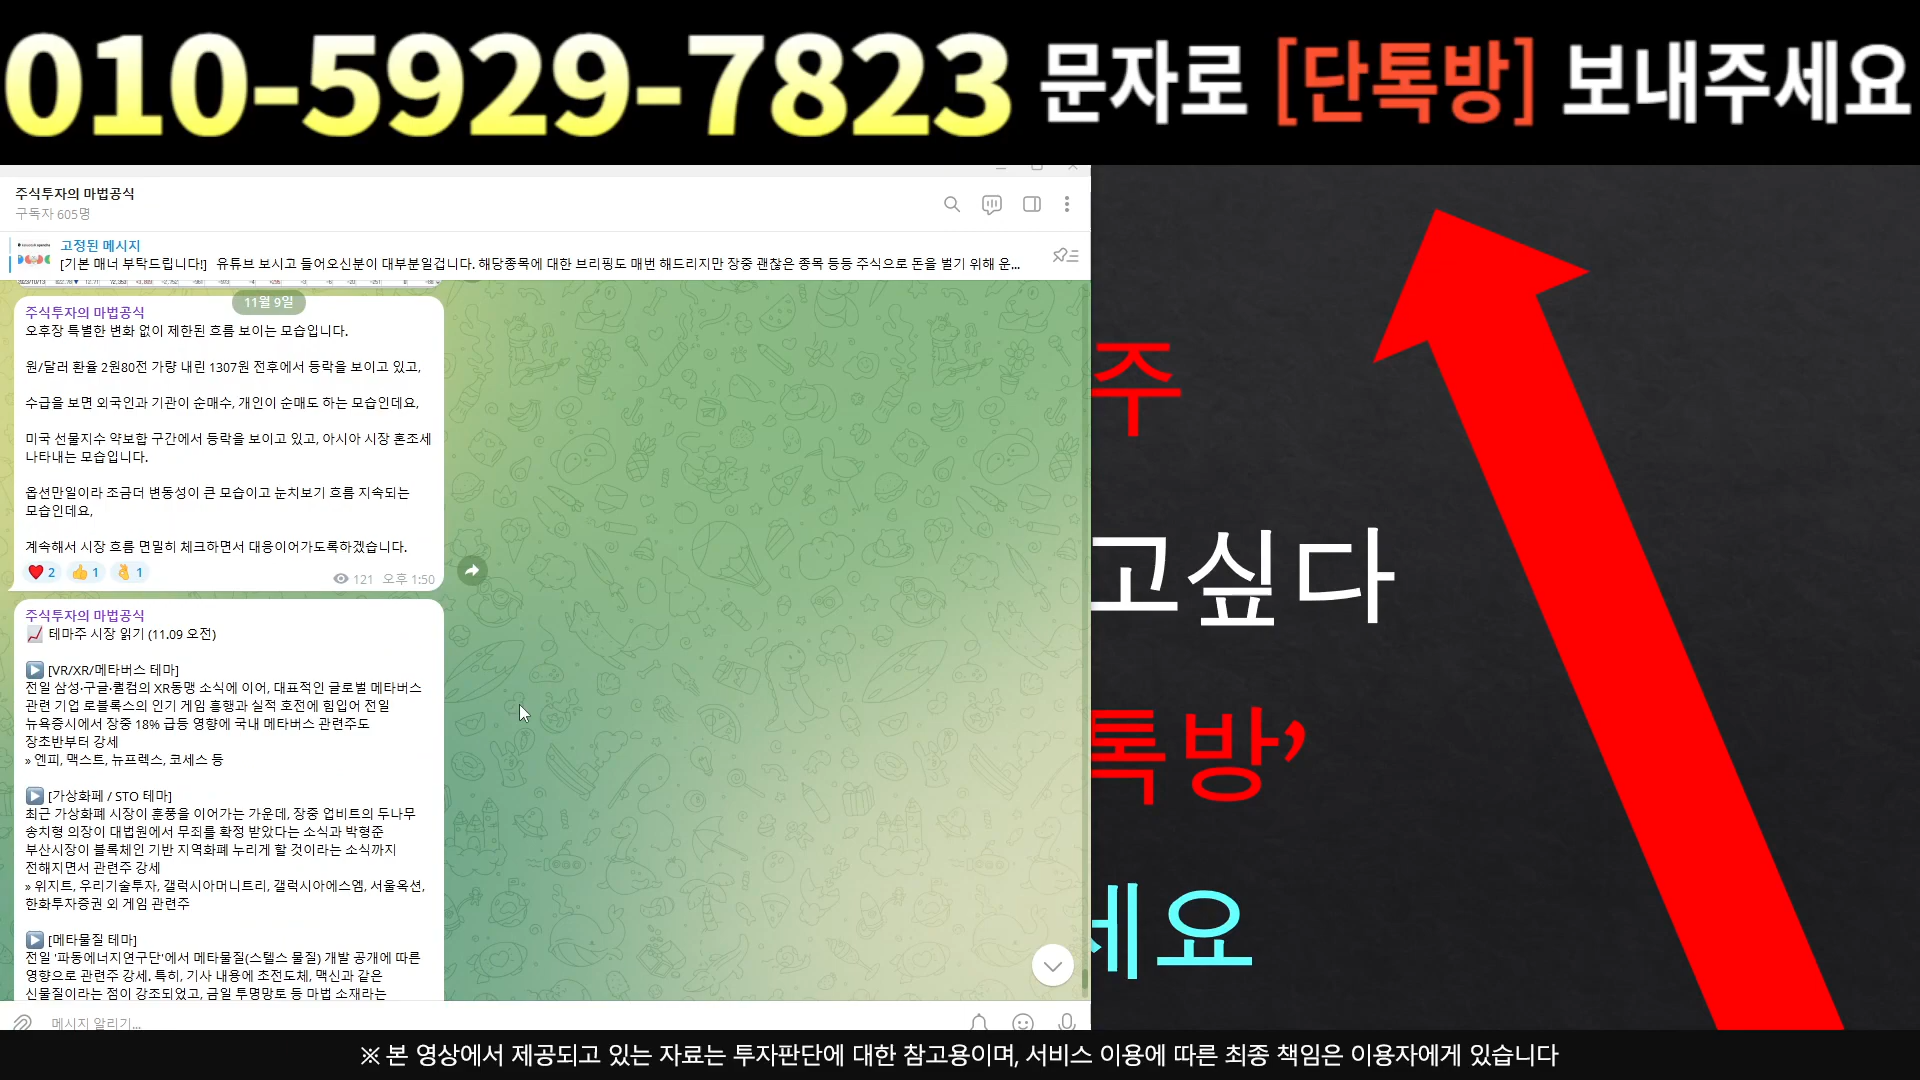 010-5929-7823 문자로 [단톡방] 보내주세요
주식투자의 마법공식
구독자 605명
고정된 메시지
[기본 매너 부탁드립니다!] 유튜브 보시고 들어오신분이 대부분일겁니다. 해당종목에 대한 브리핑도 매번 해드리지만 장중 괜찮은 종목 등등 주식으로 돈을 벌기 위해 운...
11월 9일
주식투자의 마법공식
오후장 특별한 변화 없이 제한된 흐름 보이는 모습입니다.
원/달러 환율 2원80전 가량 내린 1307원 전후에서 등락을 보이고 있고,
수급을 보면 외국인과 기관이 순매수, 개인이 순매도 하는 모습인데요,
미국 선물지수 약보합 구간에서 등락을 보이고 있고, 아시아 시장 혼조세
나타내는 모습입니다.
옵션만일이라 조금더 변동성이 큰 모습이고 눈치보기 흐름 지속되는
모습인데요,
계속해서 시장 흐름 면밀히 체크하면서 대응이어가도록하겠습니다.
2 1 1 121 오후 1:50
주식투자의 마법공식
테마주 시장 읽기 (11.09 오전)
[VR/XR/메타버스 테마]
전일 삼성·구글·퀄컴의 XR동맹 소식에 이어, 대표적인 글로벌 메타버스
관련 기업 로블록스의 인기 게임 흥행과 실적 호전에 힘입어 전일
뉴욕증시에서 장중 18% 급등 영향에 국내 메타버스 관련주도
장초반부터 강세
» 엔피, 맥스트, 뉴프렉스, 코세스 등
[가상화폐 / STO 테마]
최근 가상화폐 시장이 훈풍을 이어가는 가운데, 장중 업비트의 두나무
송치형 의장이 대법원에서 무죄를 확정 받았다는 소식과 박형준
부산시장이 블록체인 기반 지역화폐 누리게 할 것이라는 소식까지
전해지면서 관련주 강세
» 위지트, 우리기술투자, 갤럭시아머니트리, 갤럭시아에스엠, 서울옥션,
한화투자증권 외 게임 관련주
[메타물질 테마]
전일 '파동에너지연구단'에서 메타물질(스텔스 물질) 개발 공개에 따른
영향으로 관련주 강세. 특히, 기사 내용에 초전도체, 맥신과 같은
신물질이라는 점이 강조되었고, 금일 투명망토 등 마법 소재라는
메시지 알리기...
주
고싶다
톡방’
세요
※ 본 영상에서 제공되고 있는 자료는 투자판단에 대한 참고용이며, 서비스 이용에 따른 최종 책임은 이용자에게 있습니다